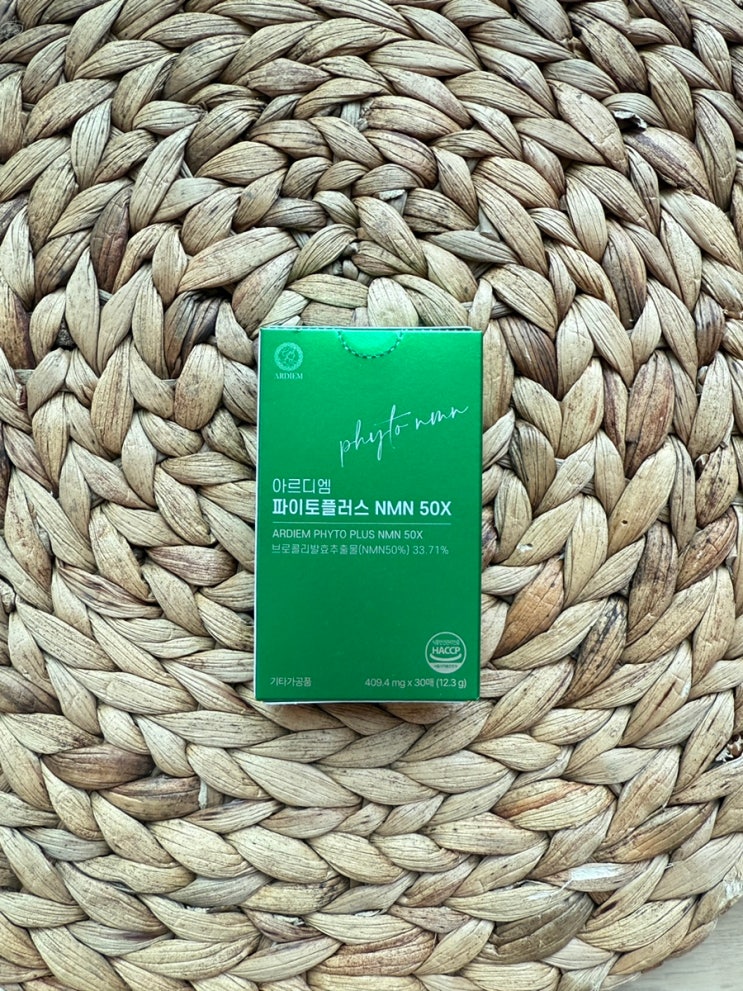 ARDIEM
phyto nmn
아르디엠
파이토플러스 NMN 50X
ARDIEM PHYTO PLUS NMN 50X
브로콜리발효추출물(NMN50%) 33.71%
HACCP
기타가공품 409.4 mg x 30매 (12.3 g)